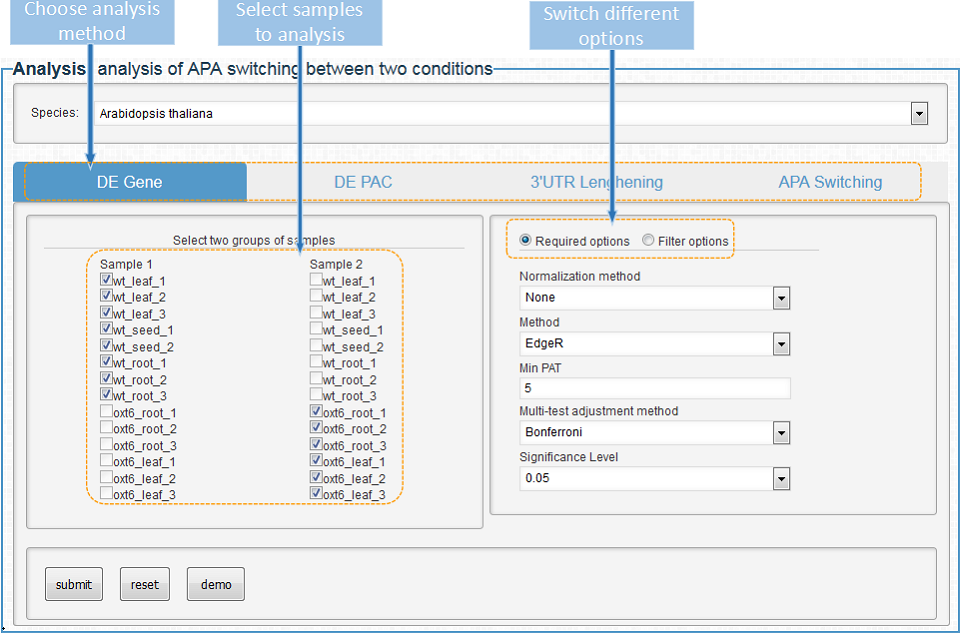 Choose analysis
method
Select samples
to analysis
Switch different
options
Analysis: analysis of APA switching between two conditions
Species: Arabidopsis thaliana
DE Gene DE PAC 3'UTR Lenghening APA Switching
Select two groups of samples
Sample 1 Sample 2
wt_leaf_1 wt_leaf_1
wt_leaf_2 wt_leaf_2
wt_leaf_3 wt_leaf_3
wt_seed_1 wt_seed_1
wt_seed_2 wt_seed_2
wt_root_1 wt_root_1
wt_root_2 wt_root_2
wt_root_3 wt_root_3
oxt6_root_1 oxt6_root_1
oxt6_root_2 oxt6_root_2
oxt6_root_3 oxt6_root_3
oxt6_leaf_1 oxt6_leaf_1
oxt6_leaf_2 oxt6_leaf_2
oxt6_leaf_3 oxt6_leaf_3
Required options Filter options
Normalization method
None
Method
EdgeR
Min PAT
5
Multi-test adjustment method
Bonferroni
Significance Level
0.05
submit reset demo